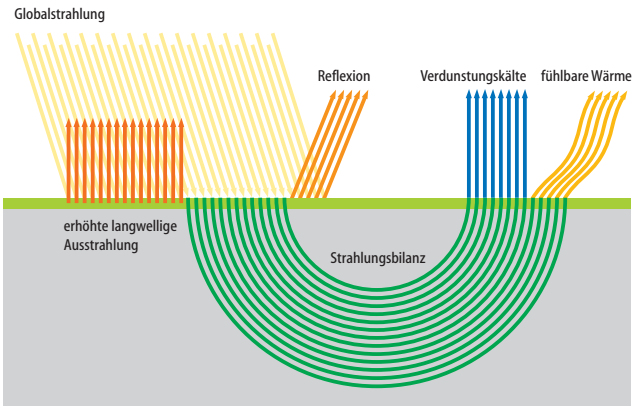 Globalstrahlung
Reflexion
Verdunstungskälte
fühlbare Wärme
erhöhte langwellige
Ausstrahlung
Strahlungsbilanz